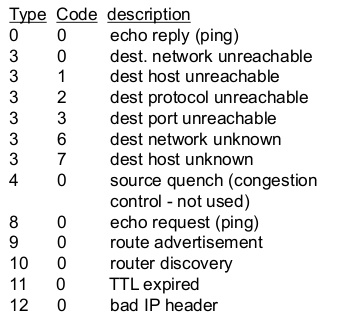 Type Code description
0 0 echo reply (ping)
3 0 dest. network unreachable
3 1 dest host unreachable
3 2 dest protocol unreachable
3 3 dest port unreachable
3 6 dest network unknown
3 7 dest host unknown
4 0 source quench (congestion
control - not used)
8 0 echo request (ping)
9 0 route advertisement
10 0 router discovery
11 0 TTL expired
12 0 bad IP header